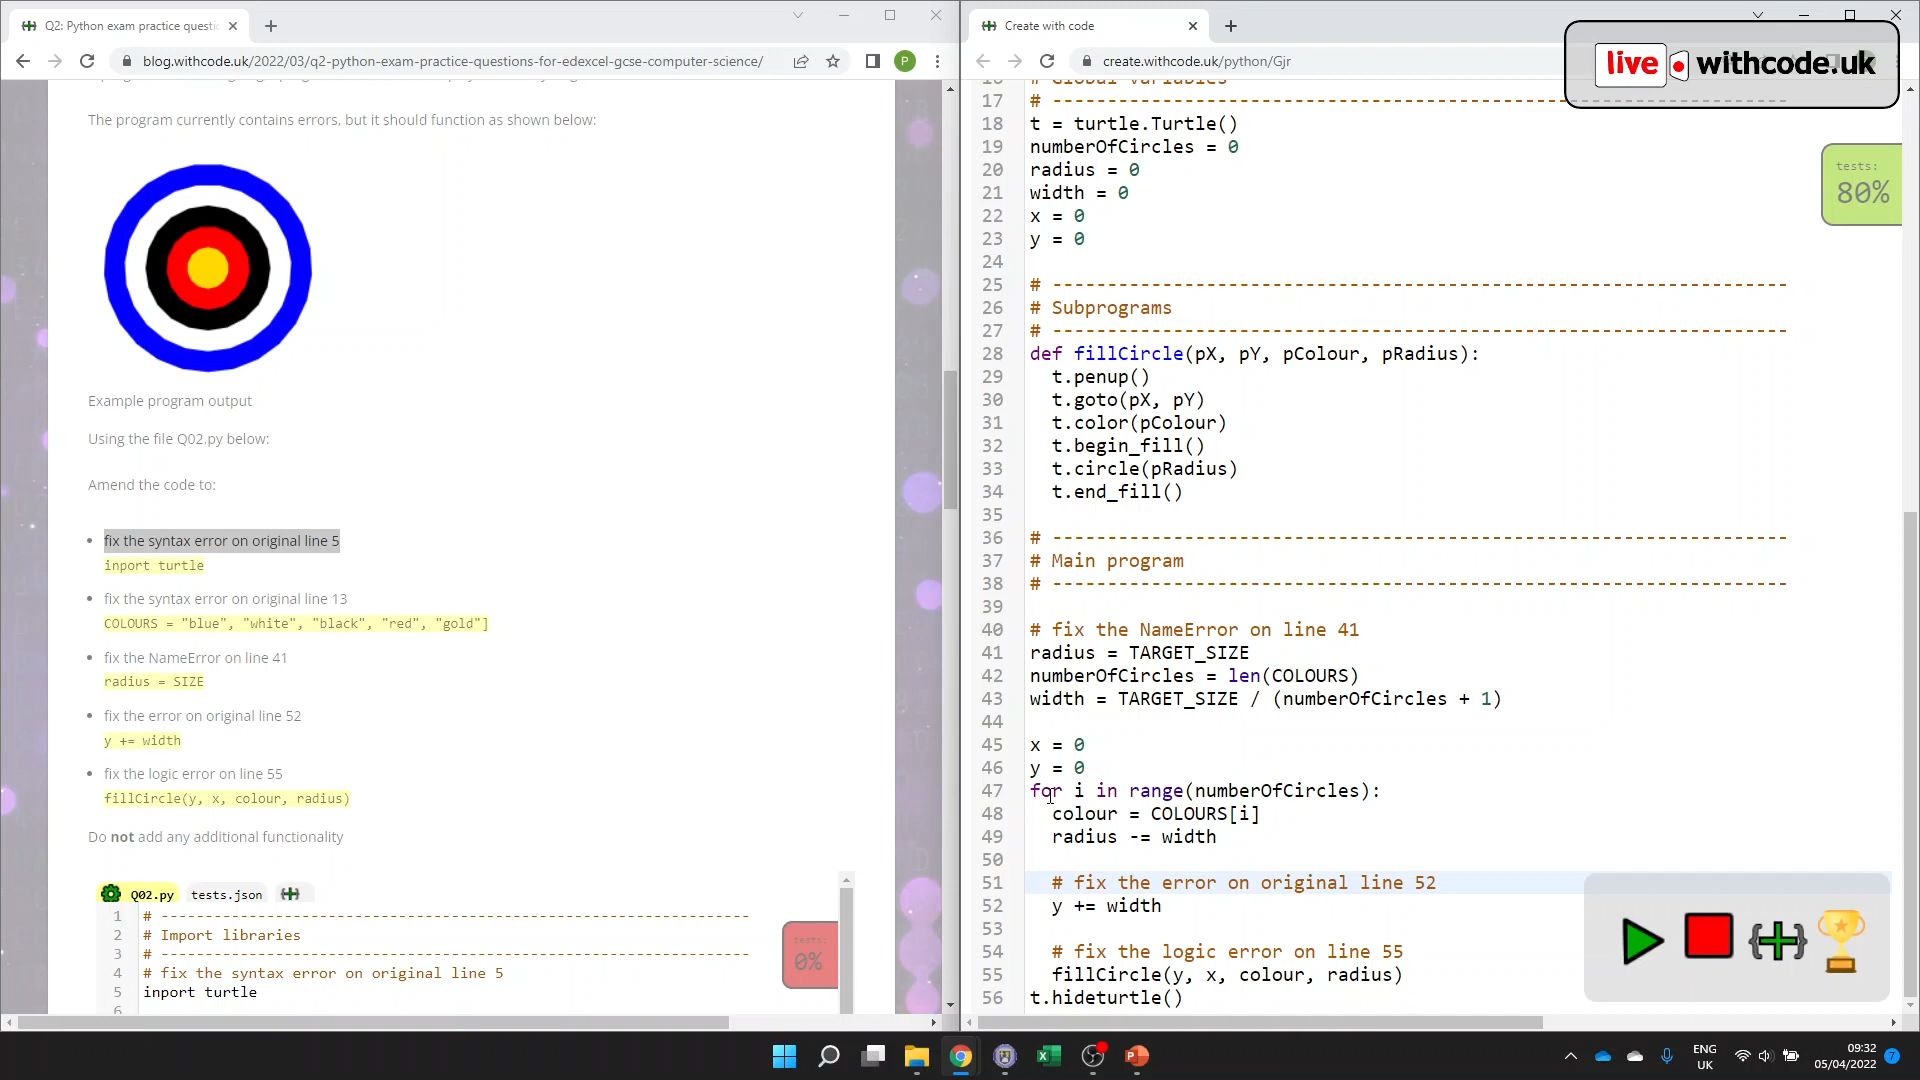 Q2: Python exam practice questio
blog.withcode.uk/2022/03/q2-python-exam-practice-questions-for-edexcel-gcse-computer-science/
P
The program currently contains errors, but it should function as shown below:
Example program output
Using the file Q02.py below:
Amend the code to:
fix the syntax error on original line 5
inport turtle
fix the syntax error on original line 13
COLOURS = "blue", "white", "black", "red", "gold"]
fix the NameError on line 41
radius = SIZE
fix the error on original line 52
y += width
fix the logic error on line 55
fillCircle(y, x, colour, radius)
Do not add any additional functionality
Q02.py tests.json
1 # -------------------------------------------------------------------
2 # Import libraries
3 # -------------------------------------------------------------------
4 # fix the syntax error on original line 5
5 inport turtle
6
tests:
0%
Create with code
create.withcode.uk/python/Gjr
live withcode.uk
16 # Global variables
17 # -------------------------------------------------------------------
18 t = turtle.Turtle()
19 numberOfCircles = 0
20 radius = 0
21 width = 0
22 x = 0
23 y = 0
24
25 # -------------------------------------------------------------------
26 # Subprograms
27 # -------------------------------------------------------------------
28 def fillCircle(pX, pY, pColour, pRadius):
29 t.penup()
30 t.goto(pX, pY)
31 t.color(pColour)
32 t.begin_fill()
33 t.circle(pRadius)
34 t.end_fill()
35
36 # -------------------------------------------------------------------
37 # Main program
38 # -------------------------------------------------------------------
39
40 # fix the NameError on line 41
41 radius = TARGET_SIZE
42 numberOfCircles = len(COLOURS)
43 width = TARGET_SIZE / (numberOfCircles + 1)
44
45 x = 0
46 y = 0
47 for i in range(numberOfCircles):
48 colour = COLOURS[i]
49 radius -= width
50
51 # fix the error on original line 52
52 y += width
53
54 # fix the logic error on line 55
55 fillCircle(y, x, colour, radius)
56 t.hideturtle()
tests:
80%
ENG
UK
09:32
05/04/2022
7